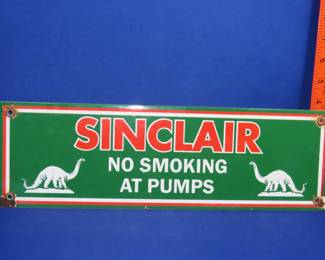 SINCLAIR
NO SMOKING
AT PUMPS